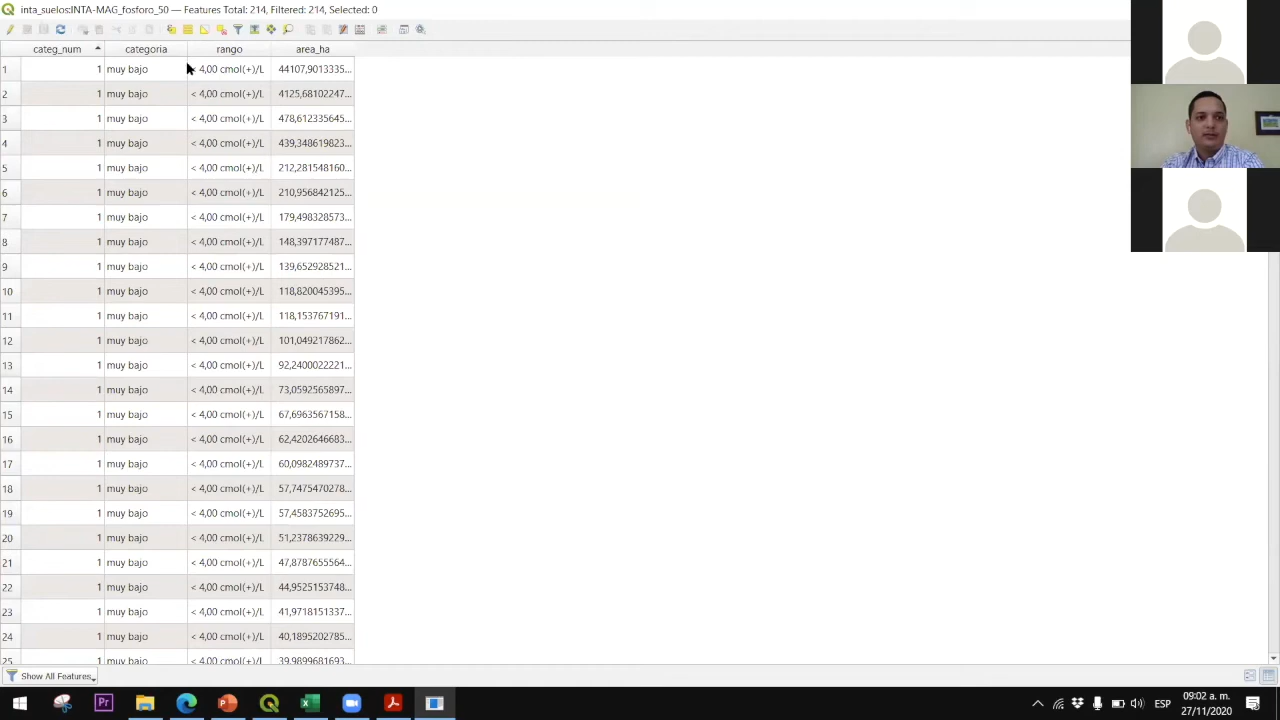 inta_suelos:INTA-MAG_fosforo_50 — Features Total: 214, Filtered: 214, Selected: 0
categ_num categoria rango area_ha
1 1 muy bajo < 4,00 cmol(+)/L 44107,9013335...
2 1 muy bajo < 4,00 cmol(+)/L 4125,68102247...
3 1 muy bajo < 4,00 cmol(+)/L 478,612335645...
4 1 muy bajo < 4,00 cmol(+)/L 439,348619823...
5 1 muy bajo < 4,00 cmol(+)/L 212,281548160...
6 1 muy bajo < 4,00 cmol(+)/L 210,956842125...
7 1 muy bajo < 4,00 cmol(+)/L 179,498328573...
8 1 muy bajo < 4,00 cmol(+)/L 148,397177487...
9 1 muy bajo < 4,00 cmol(+)/L 139,652928521...
10 1 muy bajo < 4,00 cmol(+)/L 118,820045395...
11 1 muy bajo < 4,00 cmol(+)/L 118,153767191...
12 1 muy bajo < 4,00 cmol(+)/L 101,049217862...
13 1 muy bajo < 4,00 cmol(+)/L 92,2400022221...
14 1 muy bajo < 4,00 cmol(+)/L 73,0592565897...
15 1 muy bajo < 4,00 cmol(+)/L 67,6963567158...
16 1 muy bajo < 4,00 cmol(+)/L 62,4202646683...
17 1 muy bajo < 4,00 cmol(+)/L 60,0982489737...
18 1 muy bajo < 4,00 cmol(+)/L 57,7475470278...
19 1 muy bajo < 4,00 cmol(+)/L 57,4583752695...
20 1 muy bajo < 4,00 cmol(+)/L 51,2378639229...
21 1 muy bajo < 4,00 cmol(+)/L 47,8787655564...
22 1 muy bajo < 4,00 cmol(+)/L 44,9525153748...
23 1 muy bajo < 4,00 cmol(+)/L 41,9718151337...
24 1 muy bajo < 4,00 cmol(+)/L 40,1895202785...
25 1 muy bajo < 4,00 cmol(+)/L 39,9899681693...
Show All Features
Pr
ESP
09:02 a. m.
27/11/2020